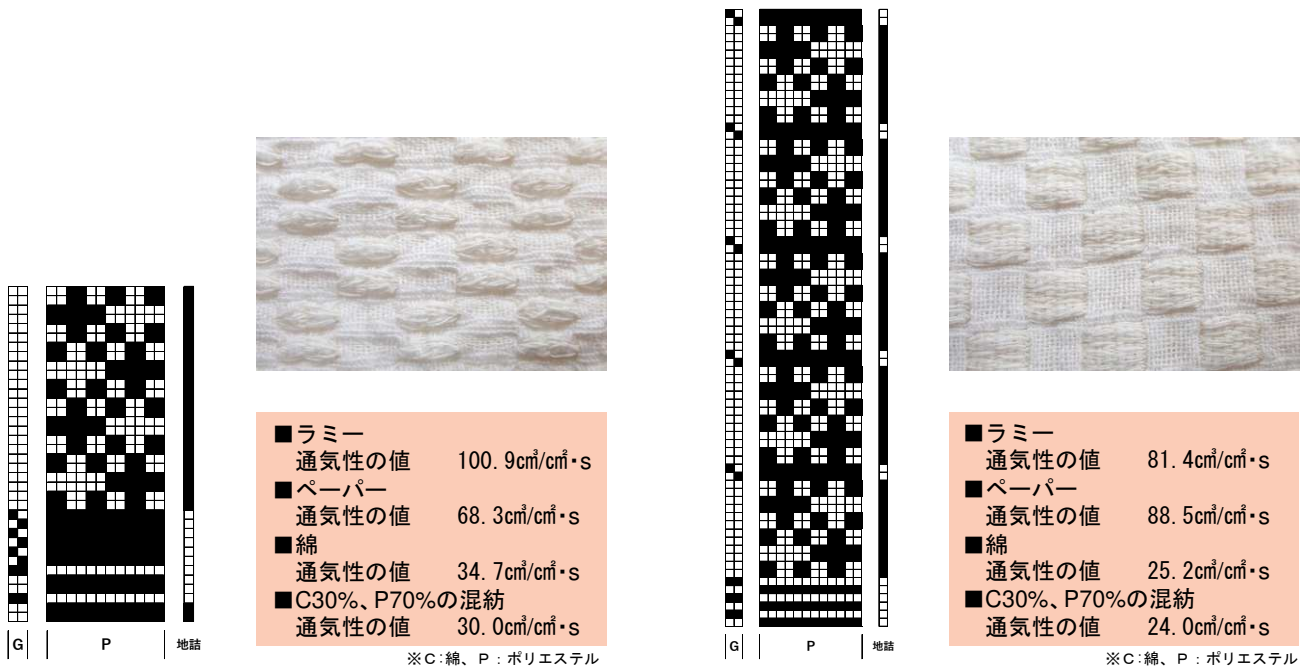 ■ラミー
通気性の値 100.9c㎥/c㎡・s
■ペーパー
通気性の値 68.3c㎥/c㎡・s
■綿
通気性の値 34.7c㎥/c㎡・s
■C30%、P70%の混紡
通気性の値 30.0c㎥/c㎡・s
G P 地詰
※C:綿、P:ポリエステル
■ラミー
通気性の値 81.4c㎥/c㎡・s
■ペーパー
通気性の値 88.5c㎥/c㎡・s
■綿
通気性の値 25.2c㎥/c㎡・s
■C30%、P70%の混紡
通気性の値 24.0c㎥/c㎡・s
G P 地詰
※C:綿、P:ポリエステル